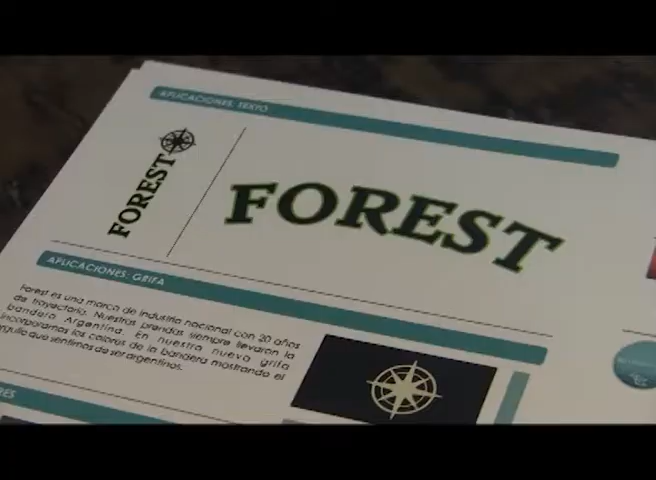 APLICACIONES: TEXTO
FOREST
FOREST
APLICACIONES: GRIFA
Forest es una marca de industria nacional con 20 años
de trayectoria. Nuestras prendas siempre llevaron la
bandera Argentina. En nuestra nueva grifa
incorporamos los colores de la bandera mostrando el
orgullo que sentimos de ser argentinos.